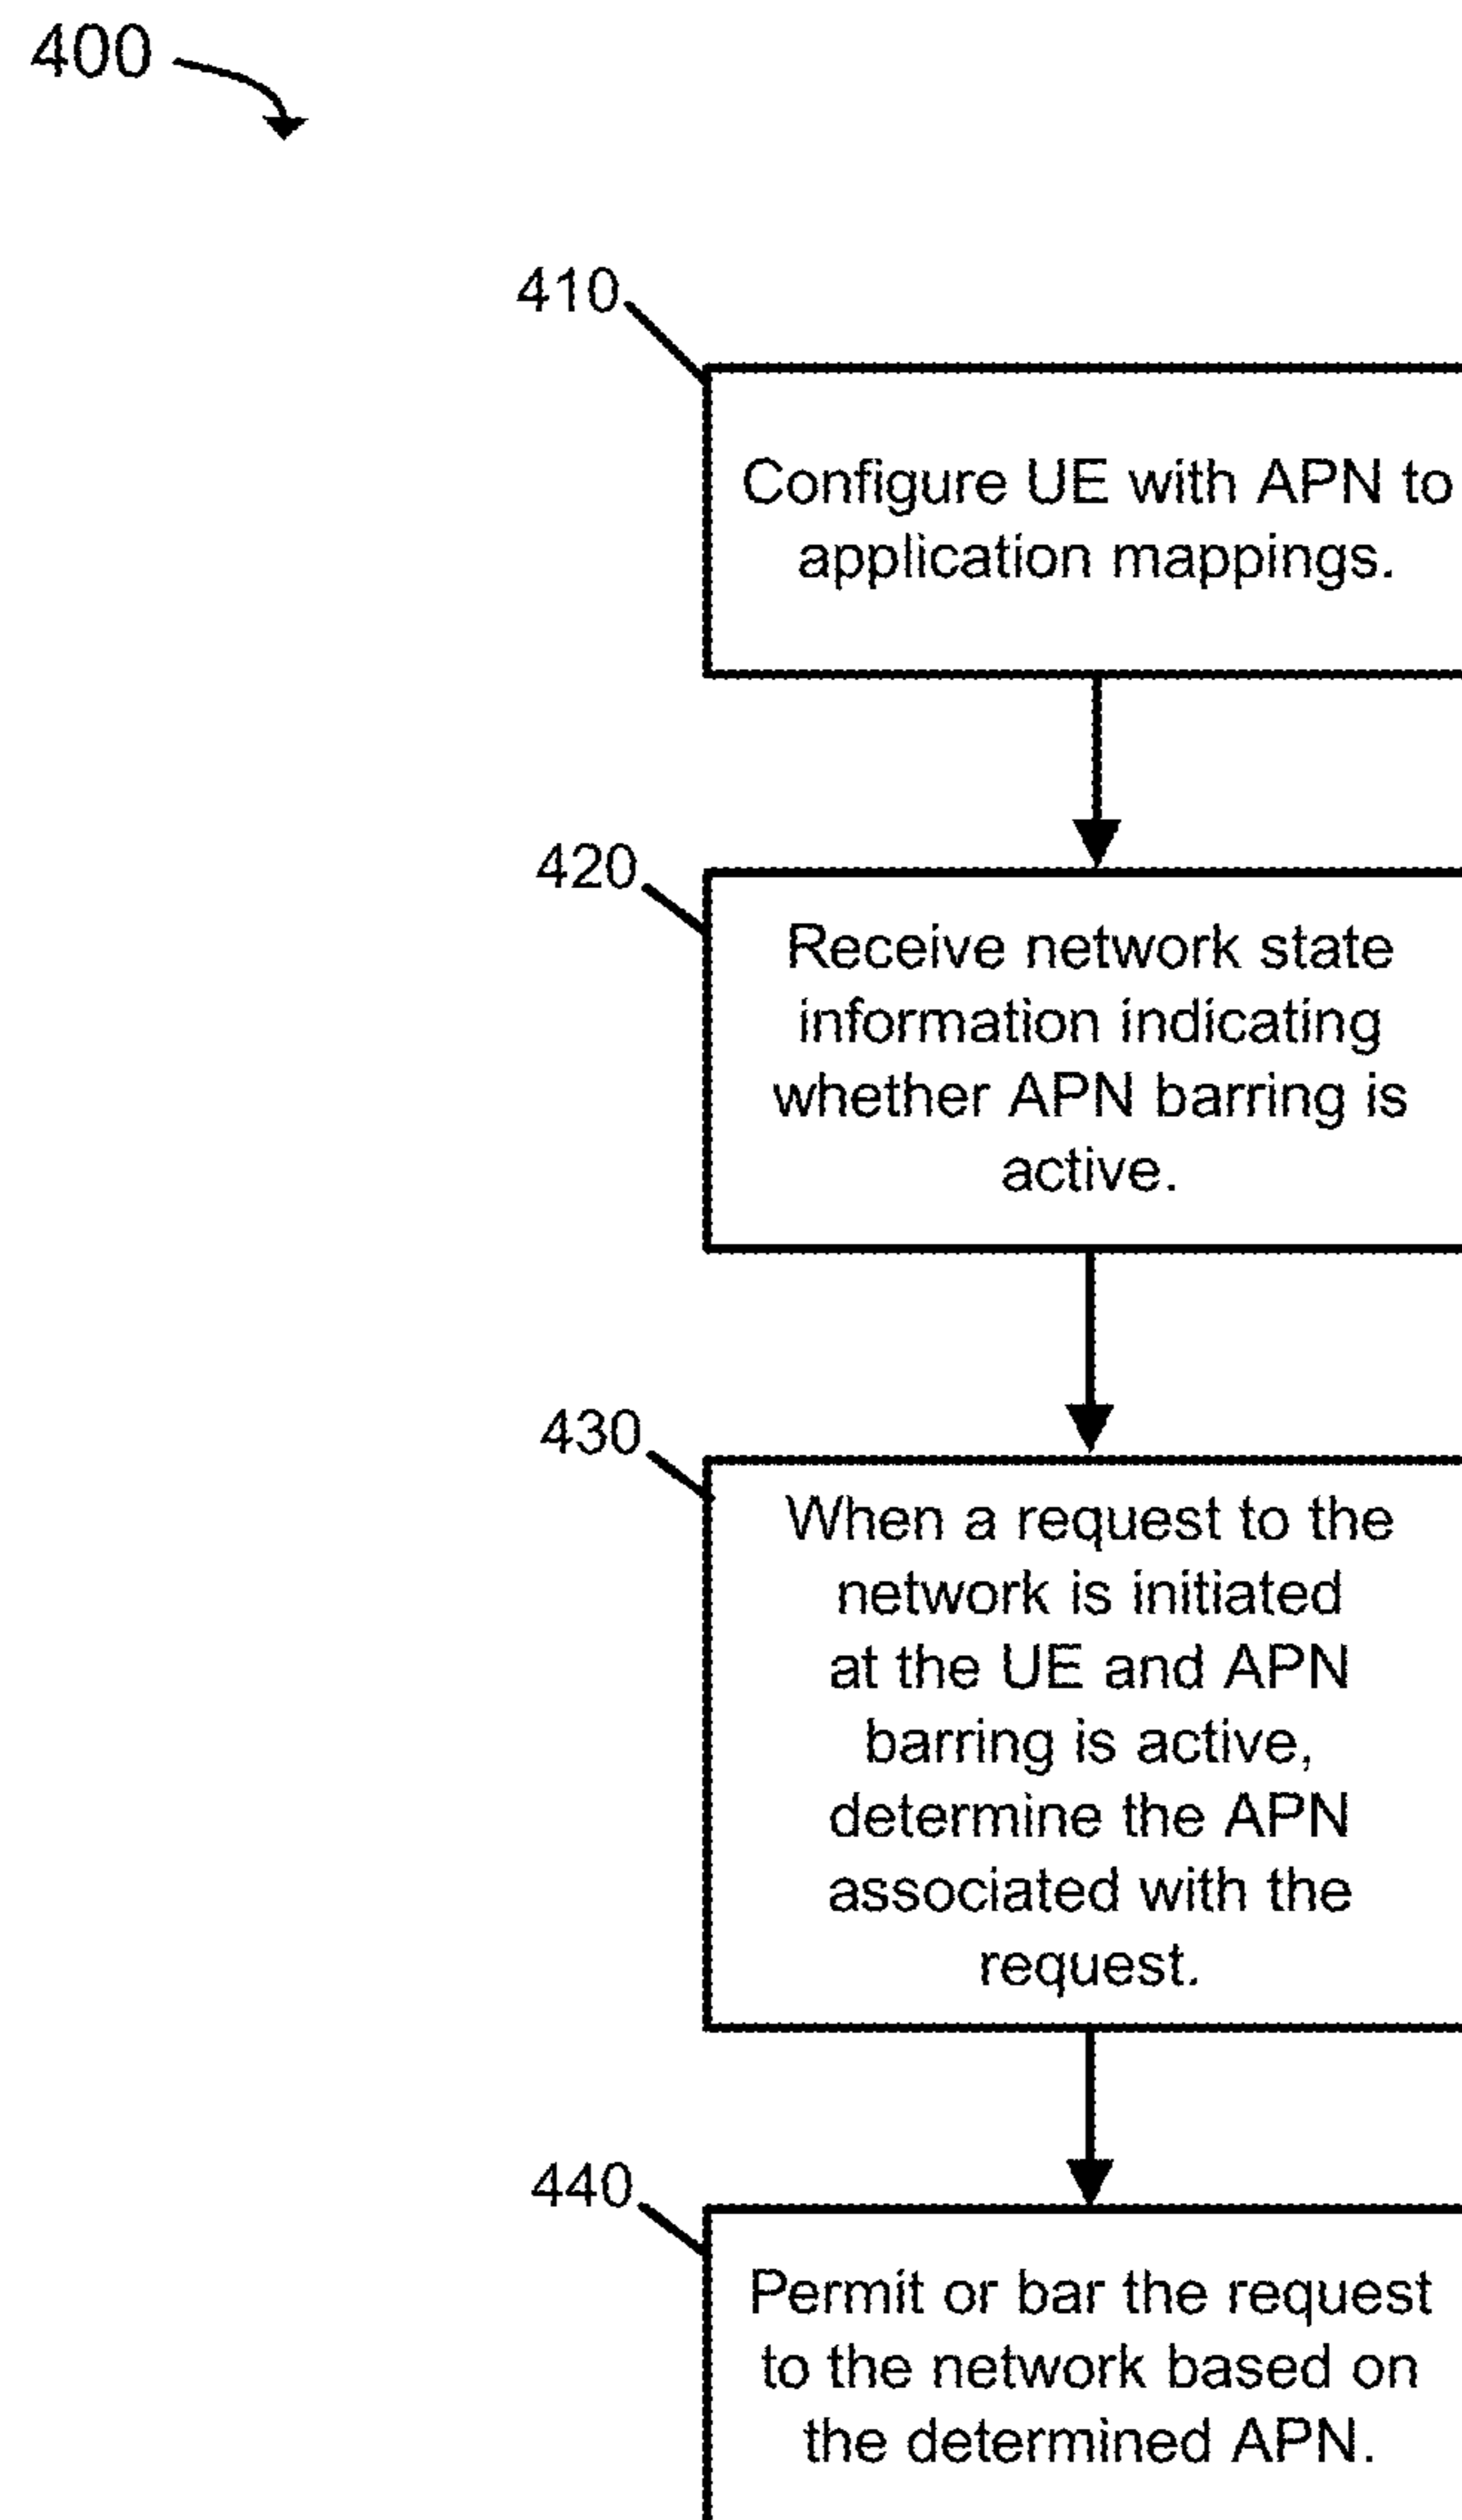 400
410
Configure UE with APN to
application mappings.
420
Receive network state
information indicating
whether APN barring is
active.
430
When a request to the
network is initiated
at the UE and APN
barring is active,
determine the APN
associated with the
request.
440
Permit or bar the request
to the network based on
the determined APN.